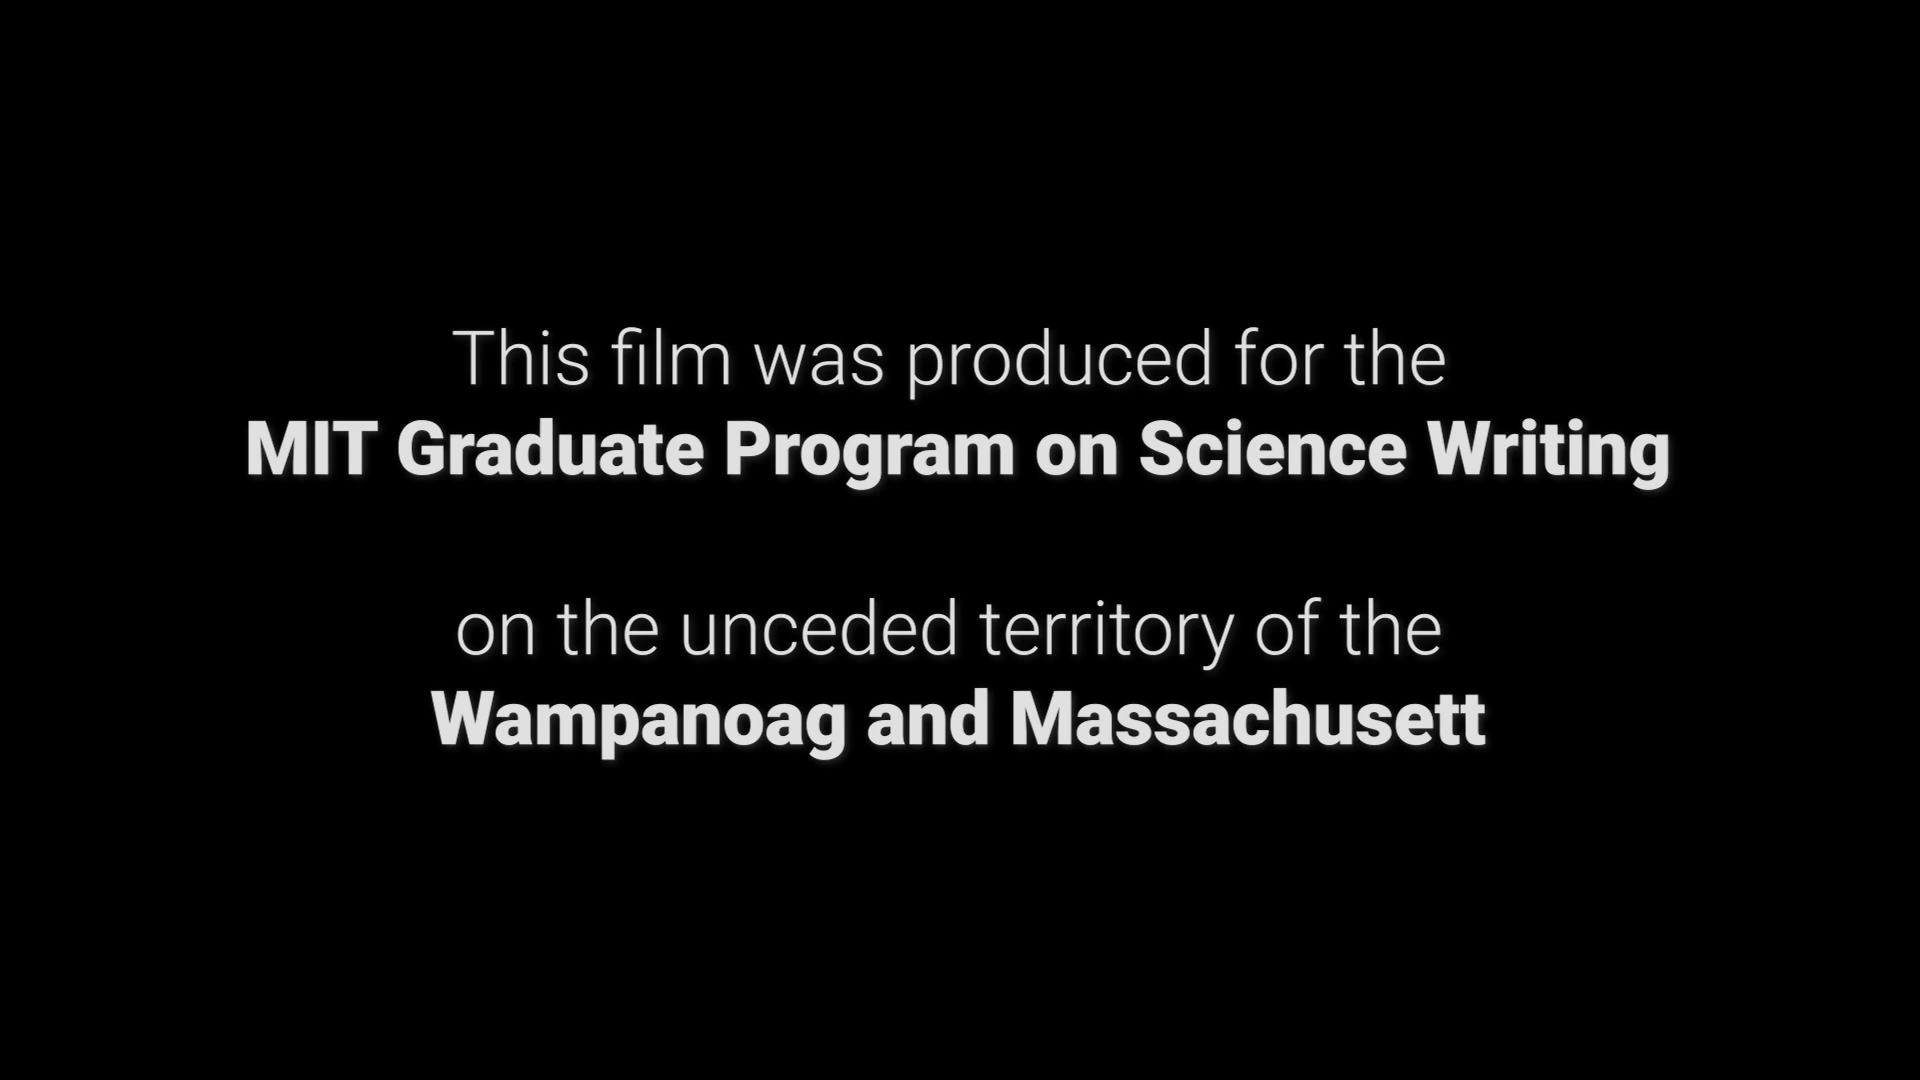 This film was produced for the
MIT Graduate Program on Science Writing
on the unceded territory of the
Wampanoag and Massachusett